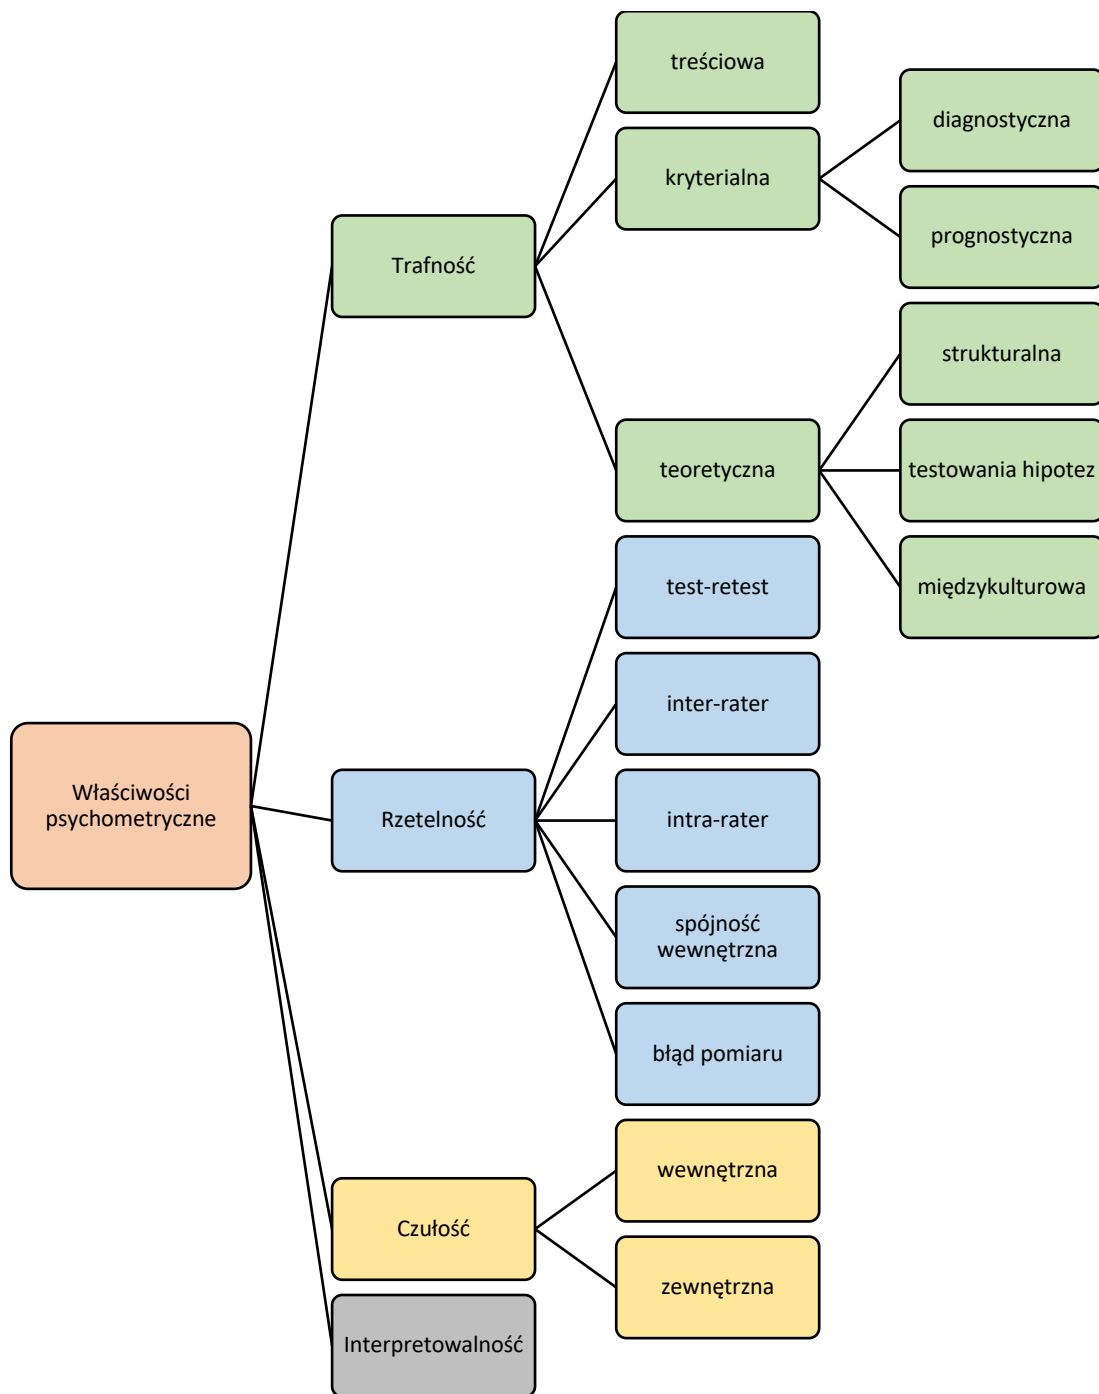 treściowa
diagnostyczna
kryterialna
prognostyczna
Trafność
strukturalna
teoretyczna
testowania hipotez
międzykulturowa
test-retest
inter-rater
Właściwości
psychometryczne
Rzetelność
intra-rater
spójność
wewnętrzna
błąd pomiaru
wewnętrzna
Czułość
zewnętrzna
Interpretowalność